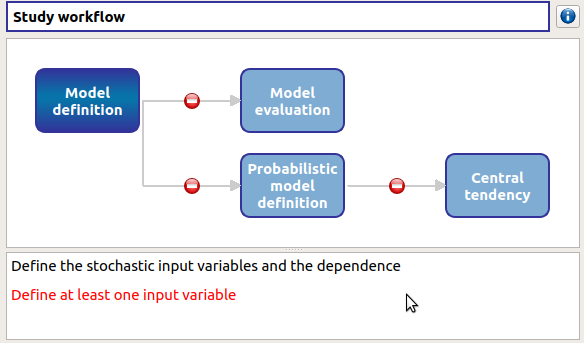 Study workflow
Model
definition
Model
evaluation
Probabilistic
model
definition
Central
tendency
Define the stochastic input variables and the dependence
Define at least one input variable